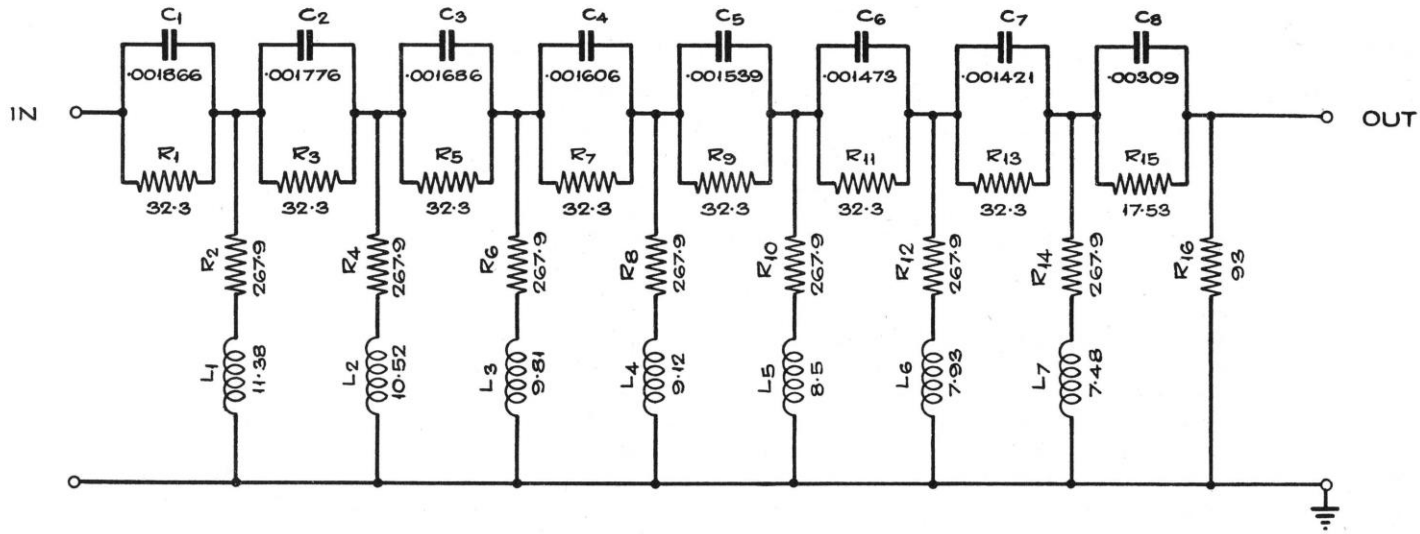 C1 C2 C3 C4 C5 C6 C7 C8
·001866 ·001776 ·001686 ·001606 ·001539 ·001473 ·001421 ·00309
IN OUT
R1 R3 R5 R7 R9 R11 R13 R15
32·3 32·3 32·3 32·3 32·3 32·3 32·3 17·53
R2 267·9 R4 267·9 R6 267·9 R8 267·9 R10 267·9 R12 267·9 R14 267·9 R16 93
L1 11·38 L2 10·52 L3 9·81 L4 9·12 L5 8·5 L6 7·93 L7 7·48